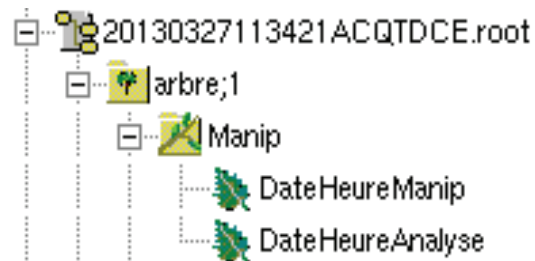 20130327113421ACQTDCE.root
arbre;1
Manip
DateHeureManip
DateHeureAnalyse